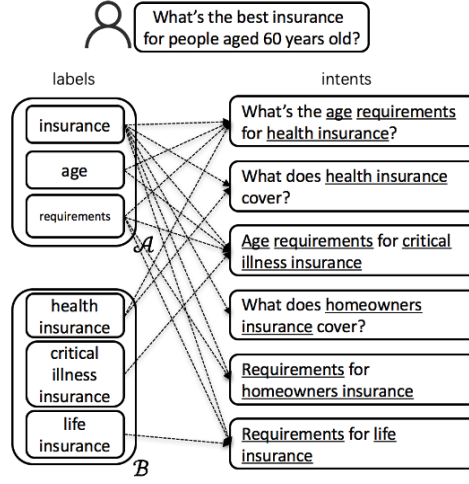 What's the best insurance
for people aged 60 years old?
labels
intents
insurance
age
requirements
𝒜
health
insurance
critical
illness
insurance
life
insurance
ℬ
What's the age requirements
for health insurance?
What does health insurance
cover?
Age requirements for critical
illness insurance
What does homeowners
insurance cover?
Requirements for
homeowners insurance
Requirements for life
insurance